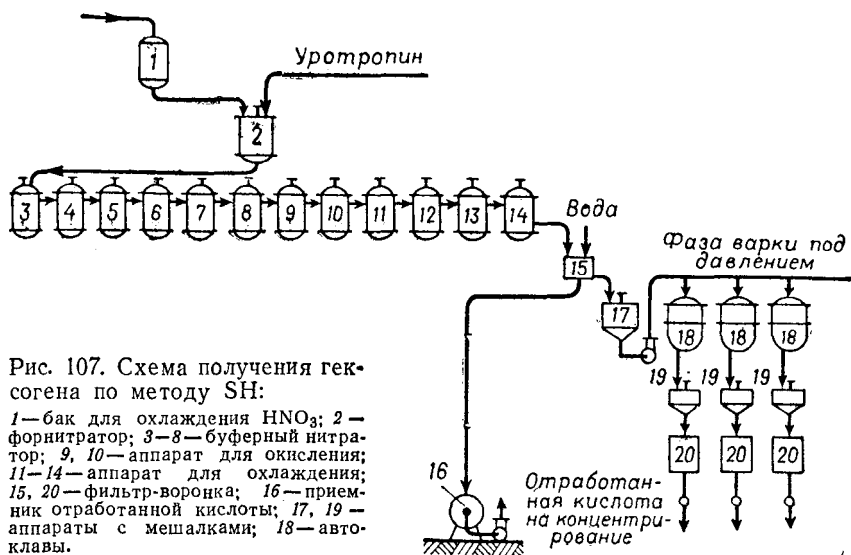 1
Уротропин
2
3 4 5 6 7 8 9 10 11 12 13 14
Вода
15
Фаза варки под
давлением
17
18 18 18
19 19 19
20 20 20
16
Отработан-
ная кислота
на концентри-
рование
Рис. 107. Схема получения гек-
согена по методу SH:
1—бак для охлаждения HNO₃; 2—
форнитратор; 3—8—буферный нитра-
тор; 9, 10—аппарат для окисления;
11—14—аппарат для охлаждения;
15, 20—фильтр-воронка; 16—прием-
ник отработанной кислоты; 17, 19—
аппараты с мешалками; 18—авто-
клавы.